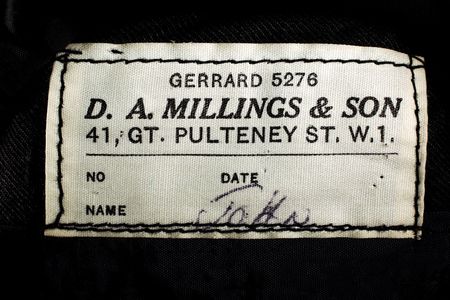 GERRARD 5276
D. A. MILLINGS & SON
41, GT. PULTENEY ST. W.1.
NO DATE
NAME John